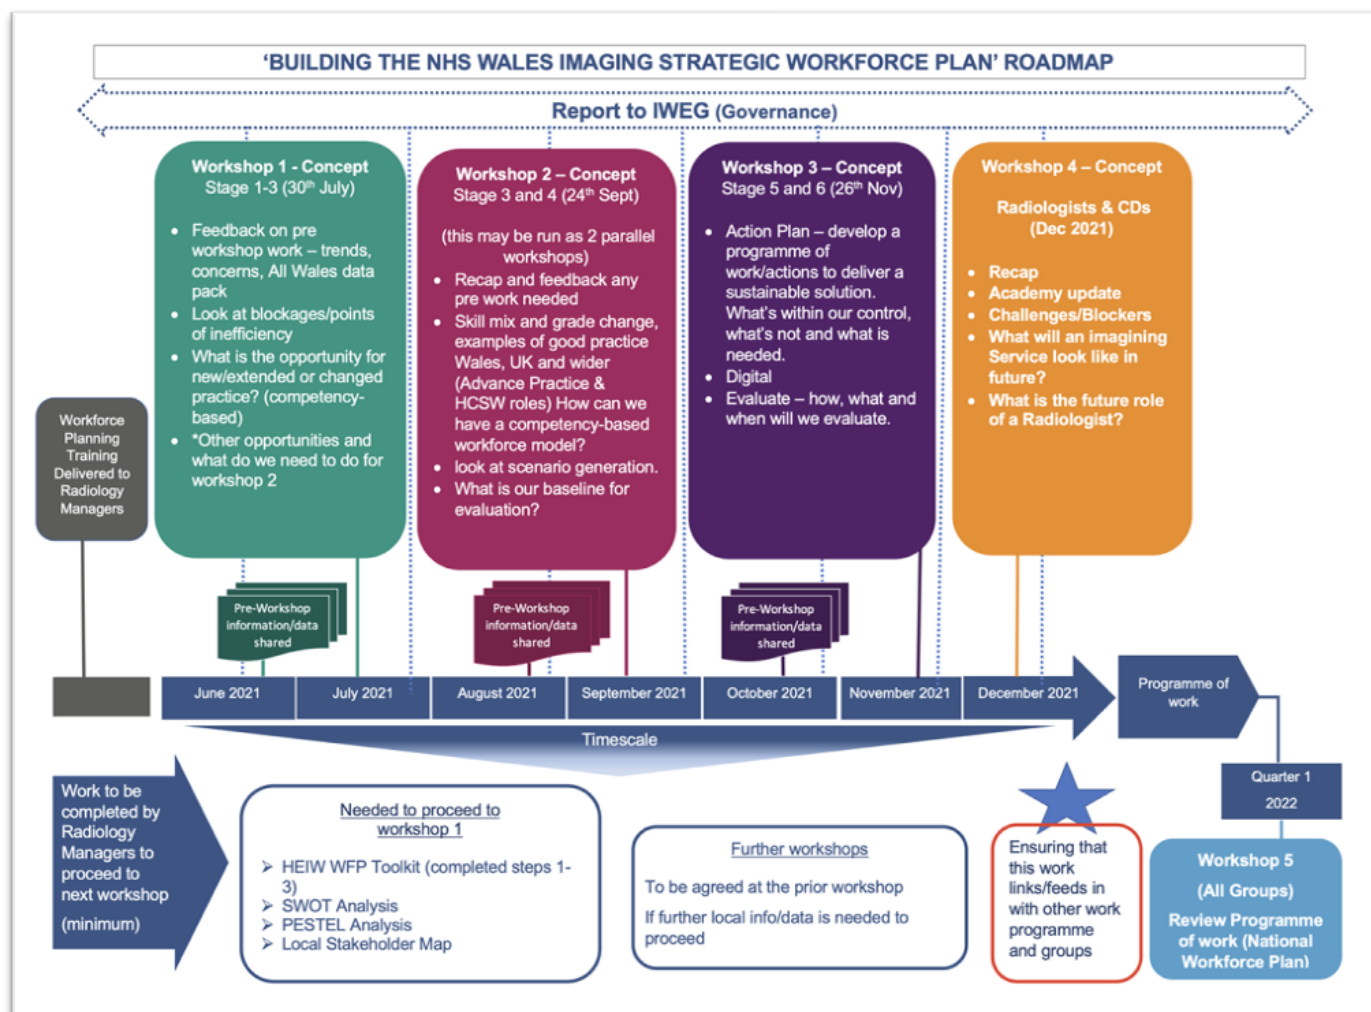 ‘BUILDING THE NHS WALES IMAGING STRATEGIC WORKFORCE PLAN’ ROADMAP
Report to IWEG (Governance)
Workforce
Planning
Training
Delivered to
Radiology
Managers
Workshop 1 - Concept
Stage 1-3 (30th July)
• Feedback on pre
workshop work – trends,
concerns, All Wales data
pack
• Look at blockages/points
of inefficiency
• What is the opportunity for
new/extended or changed
practice? (competency-
based)
• *Other opportunities and
what do we need to do for
workshop 2
Workshop 2 – Concept
Stage 3 and 4 (24th Sept)
(this may be run as 2 parallel
workshops)
• Recap and feedback any
pre work needed
• Skill mix and grade change,
examples of good practice
Wales, UK and wider
(Advance Practice &
HCSW roles) How can we
have a competency-based
workforce model?
• look at scenario generation.
• What is our baseline for
evaluation?
Workshop 3 – Concept
Stage 5 and 6 (26th Nov)
• Action Plan – develop a
programme of
work/actions to deliver a
sustainable solution.
What’s within our control,
what’s not and what is
needed.
• Digital
• Evaluate – how, what and
when will we evaluate.
Workshop 4 – Concept
Radiologists & CDs
(Dec 2021)
• Recap
• Academy update
• Challenges/Blockers
• What will an imagining
Service look like in
future?
• What is the future role
of a Radiologist?
Pre-Workshop
information/data
shared
Pre-Workshop
information/data
shared
Pre-Workshop
information/data
shared
June 2021
July 2021
August 2021
September 2021
October 2021
November 2021
December 2021
Programme of
work
Timescale
Quarter 1
2022
Work to be
completed by
Radiology
Managers to
proceed to
next workshop
(minimum)
Needed to proceed to
workshop 1
➢ HEIW WFP Toolkit (completed steps 1-
3)
➢ SWOT Analysis
➢ PESTEL Analysis
➢ Local Stakeholder Map
Further workshops
To be agreed at the prior workshop
If further local info/data is needed to
proceed
Ensuring that
this work
links/feeds in
with other work
programme
and groups
Workshop 5
(All Groups)
Review Programme
of work (National
Workforce Plan)